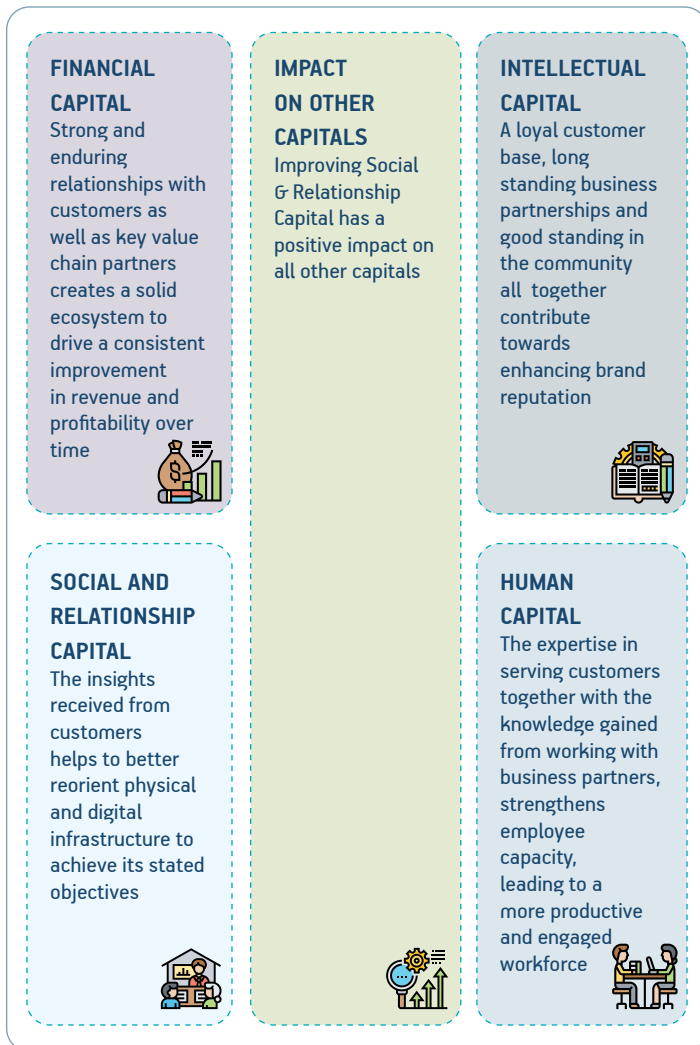 FINANCIAL
CAPITAL
Strong and
enduring
relationships with
customers as
well as key value
chain partners
creates a solid
ecosystem to
drive a consistent
improvement
in revenue and
profitability over
time
SOCIAL AND
RELATIONSHIP
CAPITAL
The insights
received from
customers
helps to better
reorient physical
and digital
infrastructure to
achieve its stated
objectives
IMPACT
ON OTHER
CAPITALS
Improving Social
& Relationship
Capital has a
positive impact on
all other capitals
INTELLECTUAL
CAPITAL
A loyal customer
base, long
standing business
partnerships and
good standing in
the community
all together
contribute
towards
enhancing brand
reputation
HUMAN
CAPITAL
The expertise in
serving customers
together with the
knowledge gained
from working with
business partners,
strengthens
employee
capacity,
leading to a
more productive
and engaged
workforce